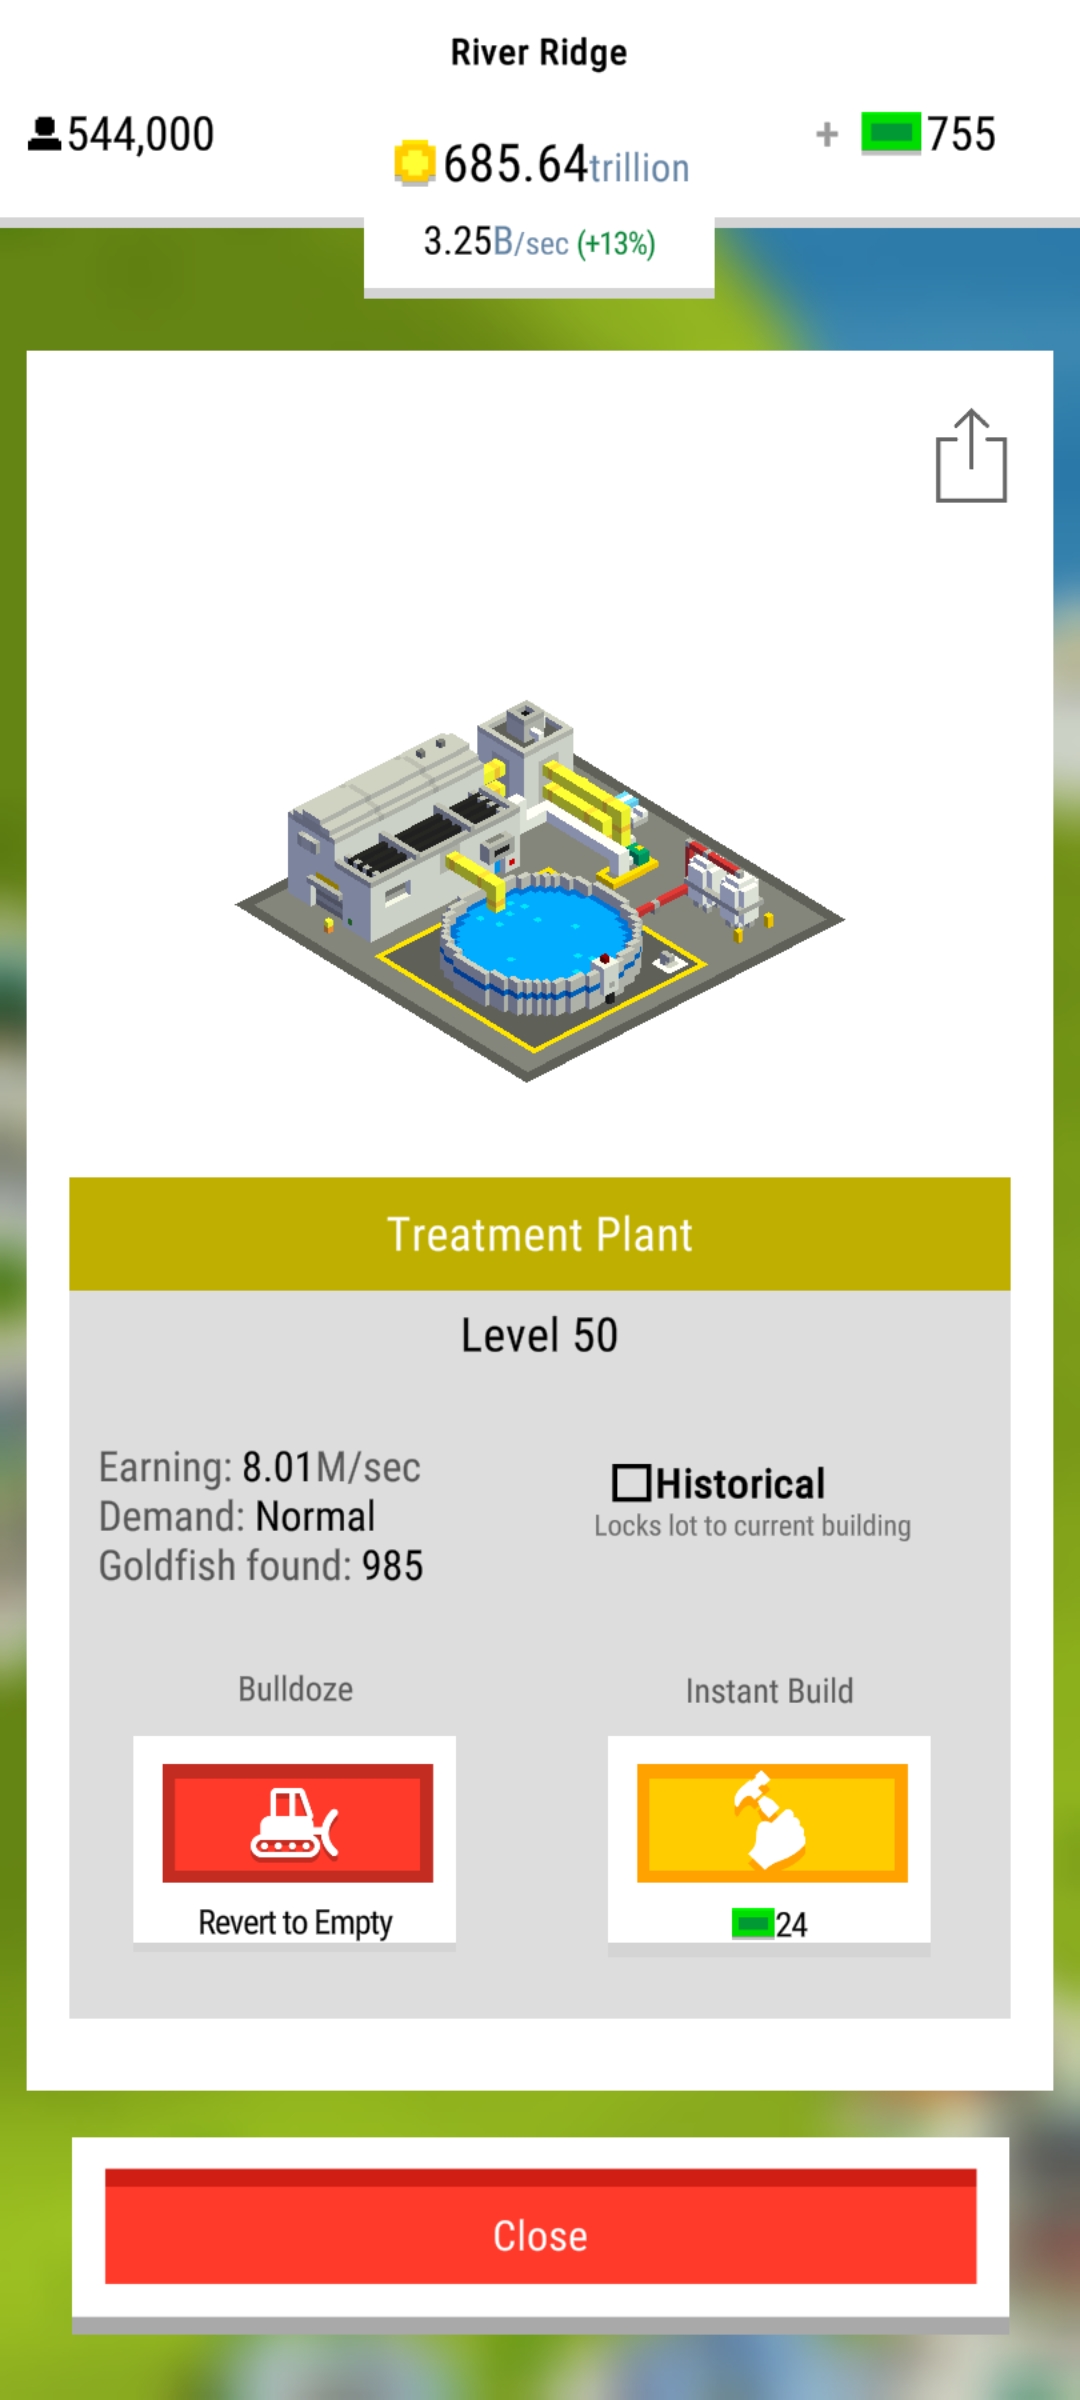 River Ridge
544,000
685.64trillion
+ 755
3.25B/sec (+13%)
Treatment Plant
Level 50
Earning: 8.01M/sec
Demand: Normal
Goldfish found: 985
Historical
Locks lot to current building
Bulldoze
Revert to Empty
Instant Build
24
Close